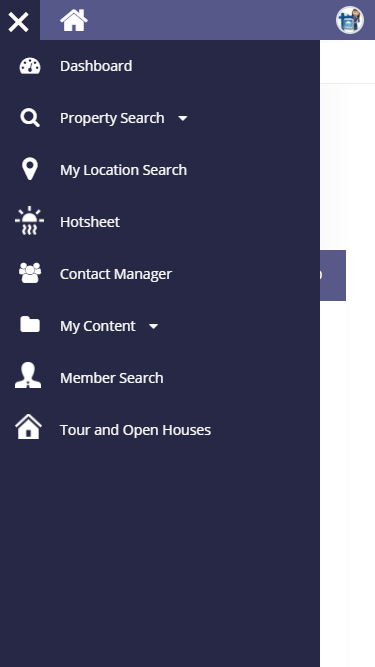 Dashboard
Property Search
My Location Search
Hotsheet
Contact Manager
My Content
Member Search
Tour and Open Houses